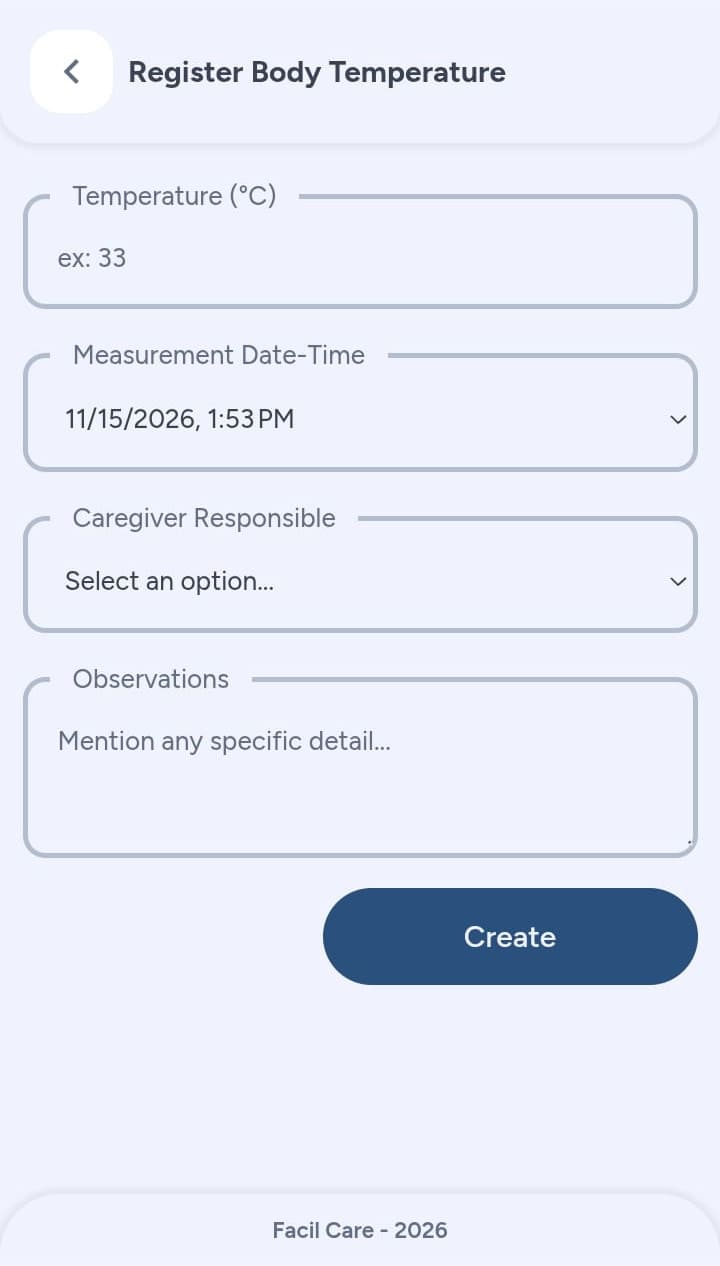 Register Body Temperature
Temperature (°C)
ex: 33
Measurement Date-Time
11/15/2026, 1:53 PM
Caregiver Responsible
Select an option...
Observations
Mention any specific detail...
Create
Facil Care - 2026